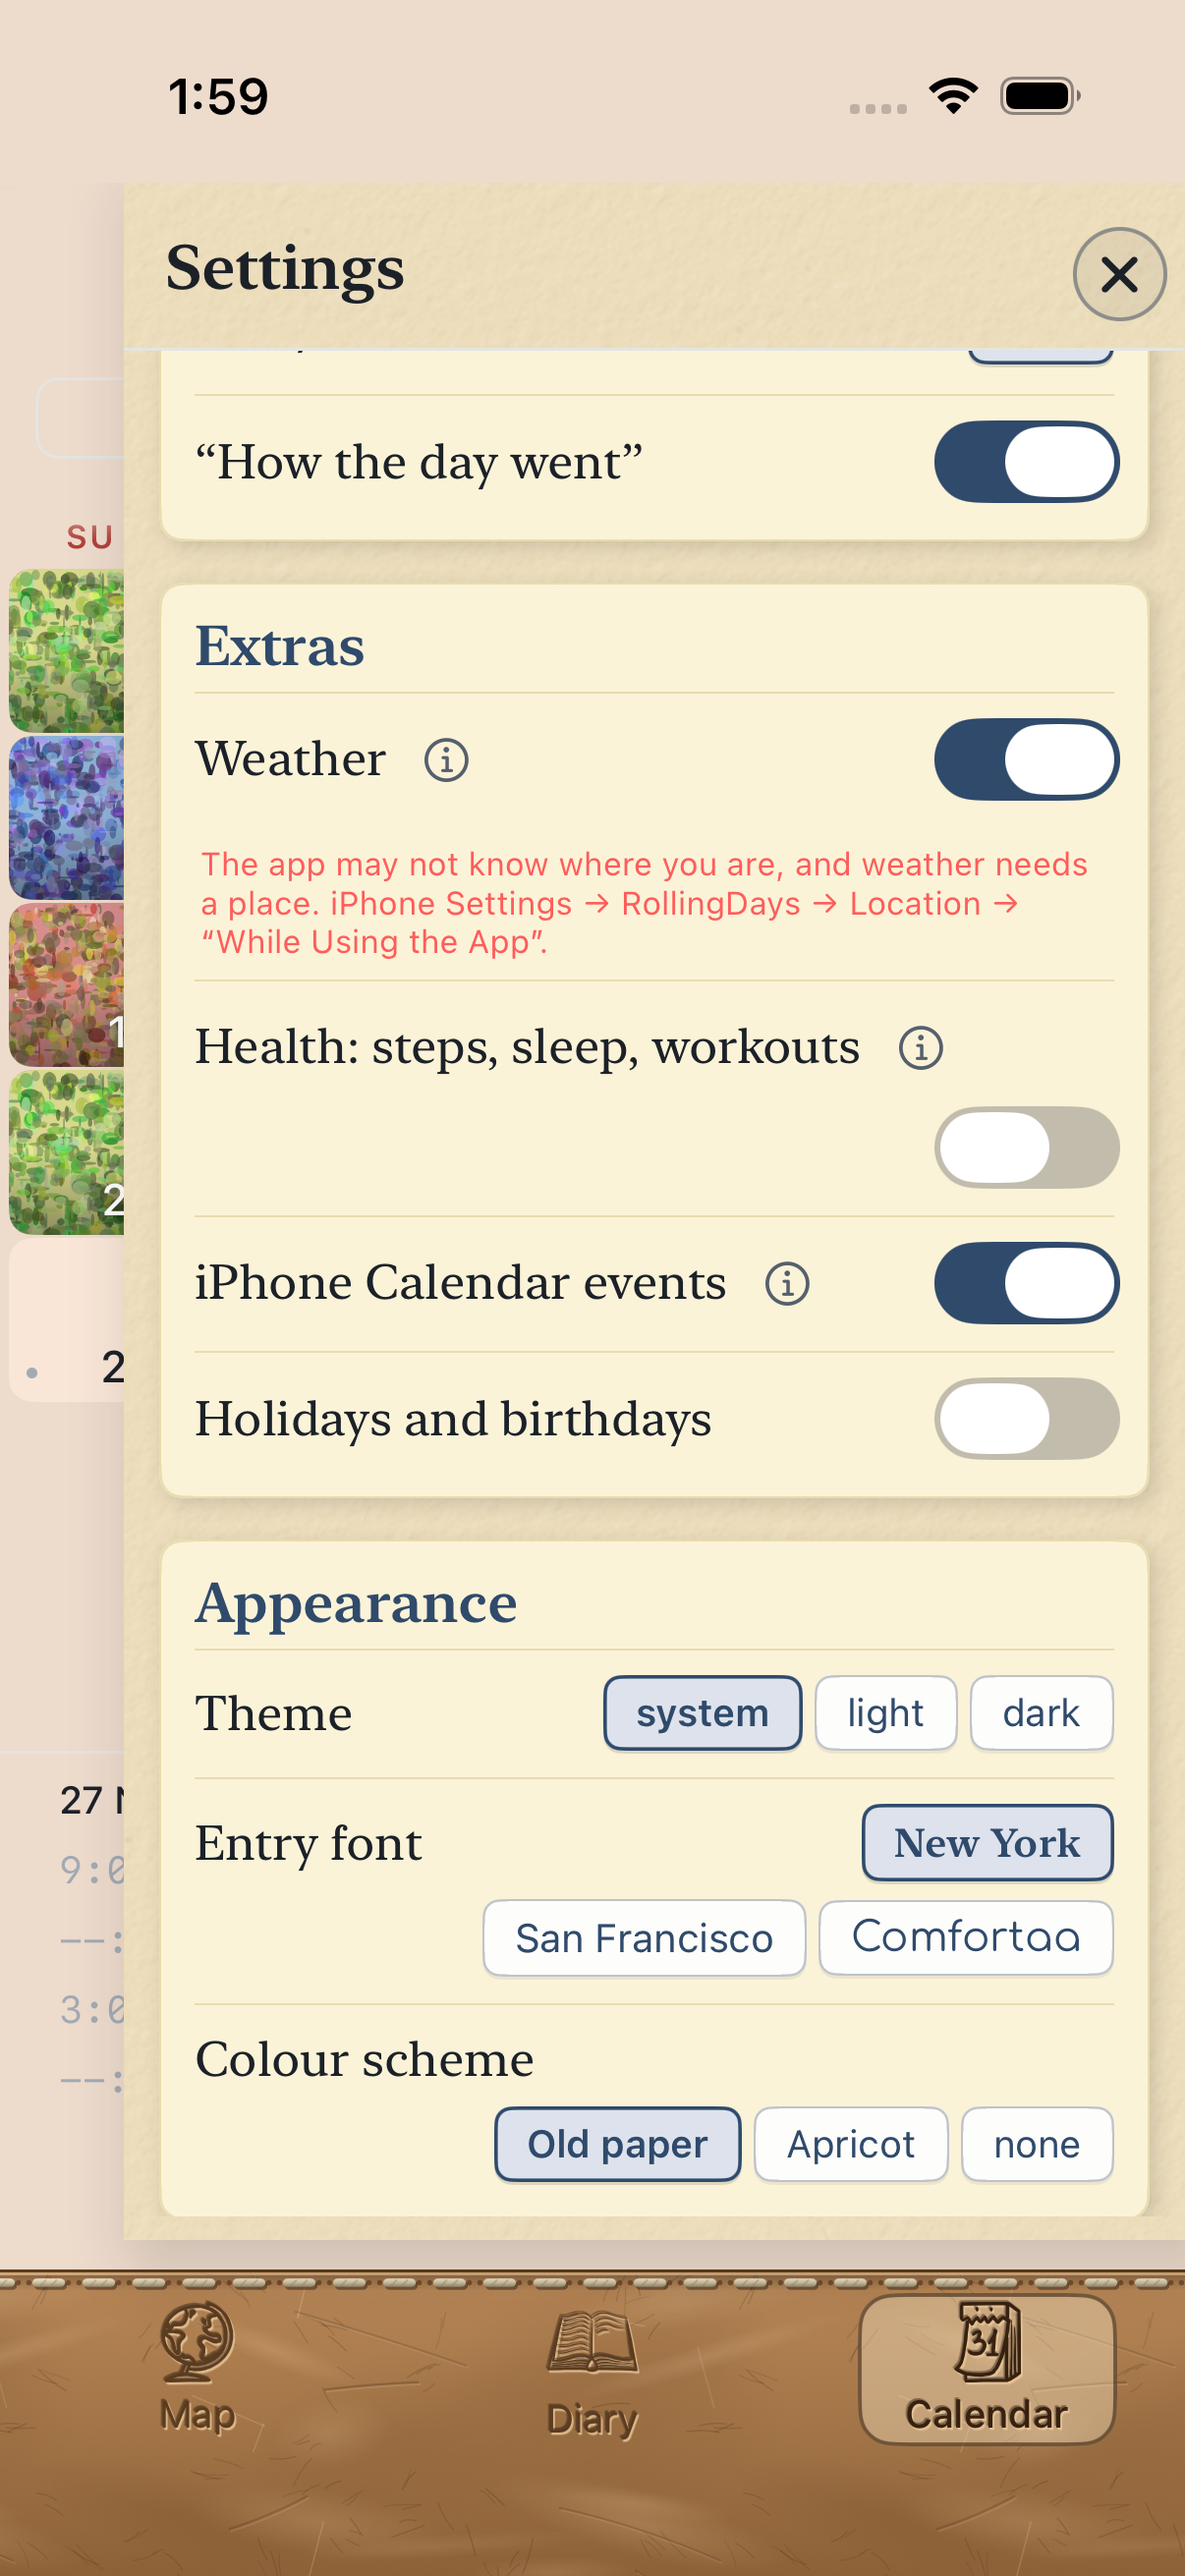 1:59
Settings
“How the day went”
SU
Extras
Weather
The app may not know where you are, and weather needs
a place. iPhone Settings → RollingDays → Location →
“While Using the App”.
Health: steps, sleep, workouts
iPhone Calendar events
Holidays and birthdays
Appearance
Theme system light dark
27
Entry font New York
San Francisco Comfortaa
Colour scheme
Old paper Apricot none
31
Map Diary Calendar